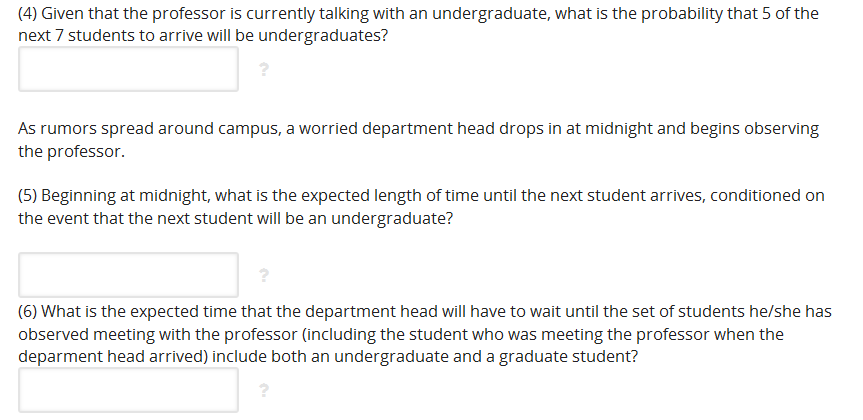 (4) Given that the professor is currently talking with an undergraduate, what is the probability that 5 of the
next 7 students to arrive will be undergraduates?
?
As rumors spread around campus, a worried department head drops in at midnight and begins observing
the professor.
(5) Beginning at midnight, what is the expected length of time until the next student arrives, conditioned on
the event that the next student will be an undergraduate?
?
(6) What is the expected time that the department head will have to wait until the set of students he/she has
observed meeting with the professor (including the student who was meeting the professor when the
deparment head arrived) include both an undergraduate and a graduate student?
?